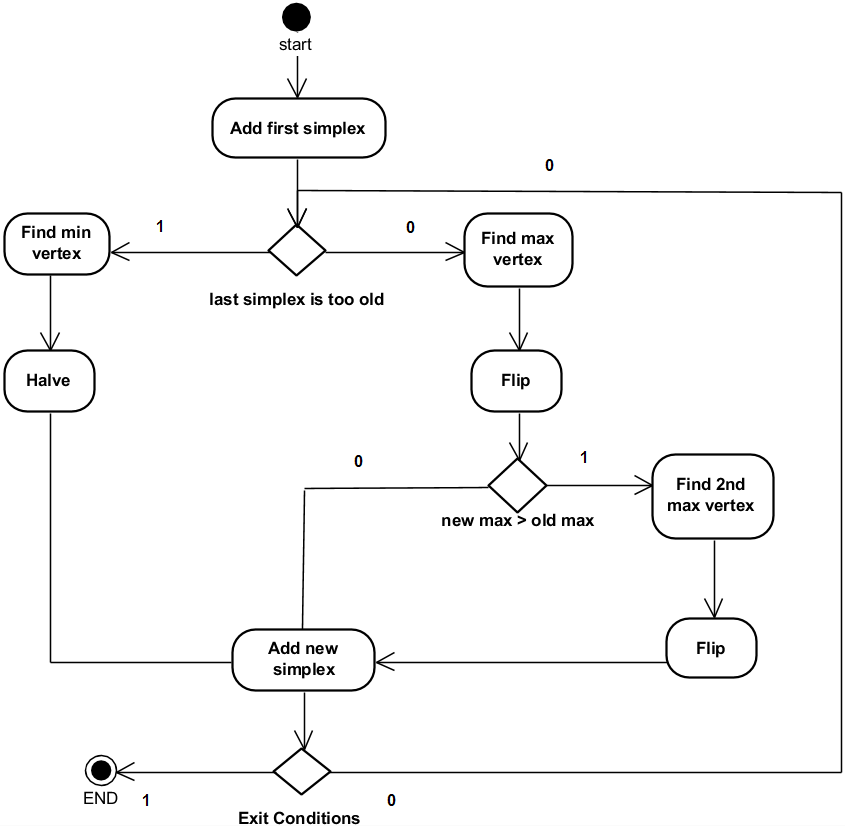 start
Add first simplex
0
Find min
vertex
1
0
Find max
vertex
last simplex is too old
Halve
Flip
0
1
Find 2nd
max vertex
new max > old max
Add new
simplex
Flip
END
1
0
Exit Conditions